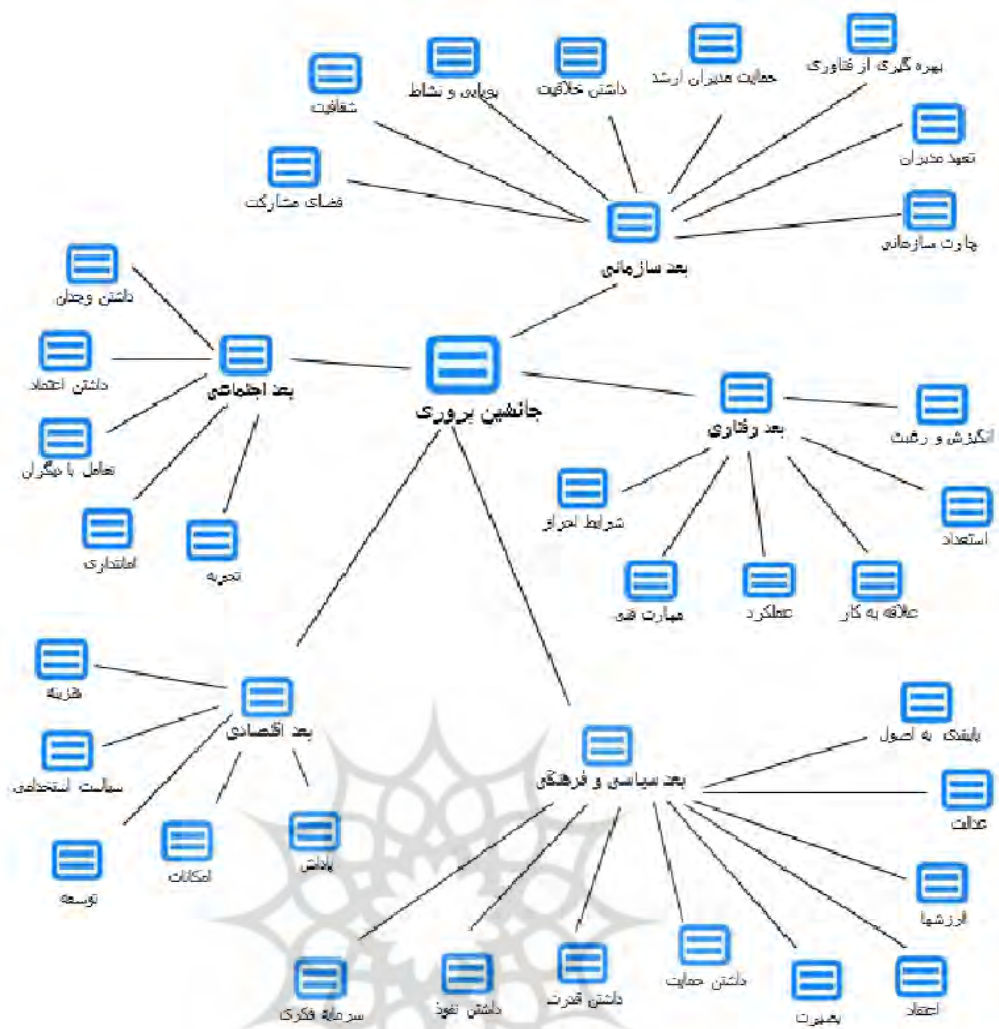 بهره گیری از فناوری
حمایت مدیران ارشد
داشتن خلاقیت
پویایی و نشاط
شفافیت
تعهد مدیران
فضای مشارکت
چارت سازمانی
بعد سازمانی
داشتن وجدان
داشتن اعتماد
بعد اجتماعی
جانشین پروری
بعد رفتاری
انگیزش و رغبت
تعامل با دیگران
شرایط احراز
استعداد
امانتداری
تجربه
مهارت فنی
عملکرد
علاقه به کار
هزینه
بعد اقتصادی
پایبندی به اصول
سیاست استخدامی
بعد سیاسی و فرهنگی
عدالت
توسعه
امکانات
پاداش
ارزشها
سرمایه فکری
داشتن نفوذ
داشتن قدرت
داشتن حمایت
بصیرت
اعتقاد